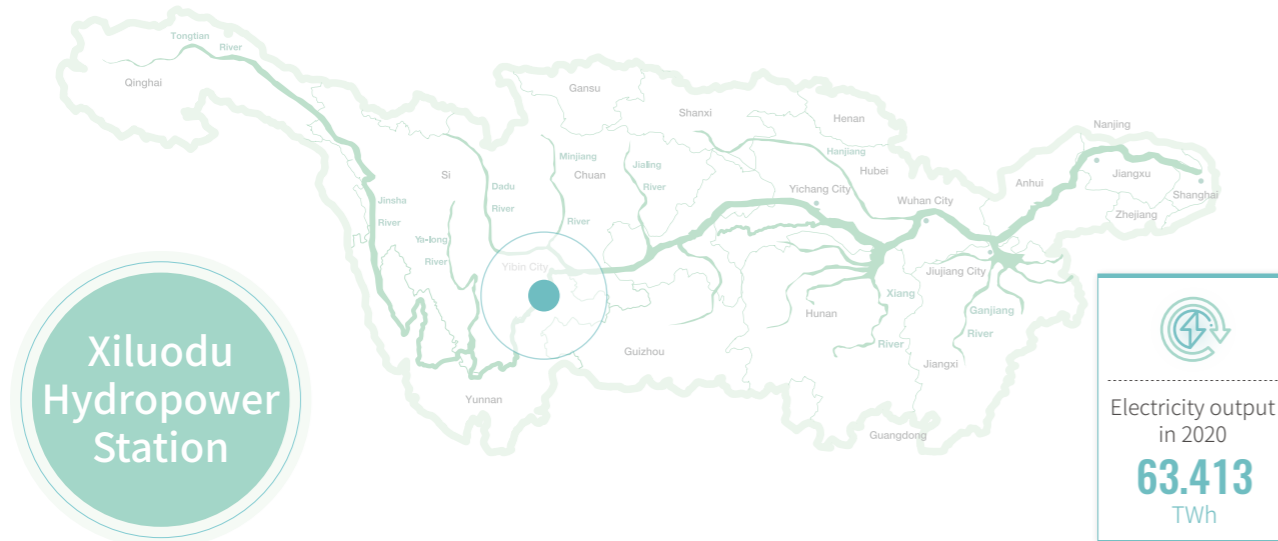 Tongtian
River
Qinghai
Gansu
Shanxi
Henan
Nanjing
Hanjiang
Minjiang
Jialing
Hubei
Si
Chuan
Jiangxu
Dadu
River
Yichang City
Anhui
Shanghai
Jinsha
River
River
River
Wuhan City
Zhejiang
Ya-long
River
Yibin City
Jiujiang City
Xiang
River
Hunan
Ganjiang
River
Guizhou
Jiangxi
Yunnan
Guangdong
Xiluodu
Hydropower
Station
Electricity output
in 2020
63.413
TWh